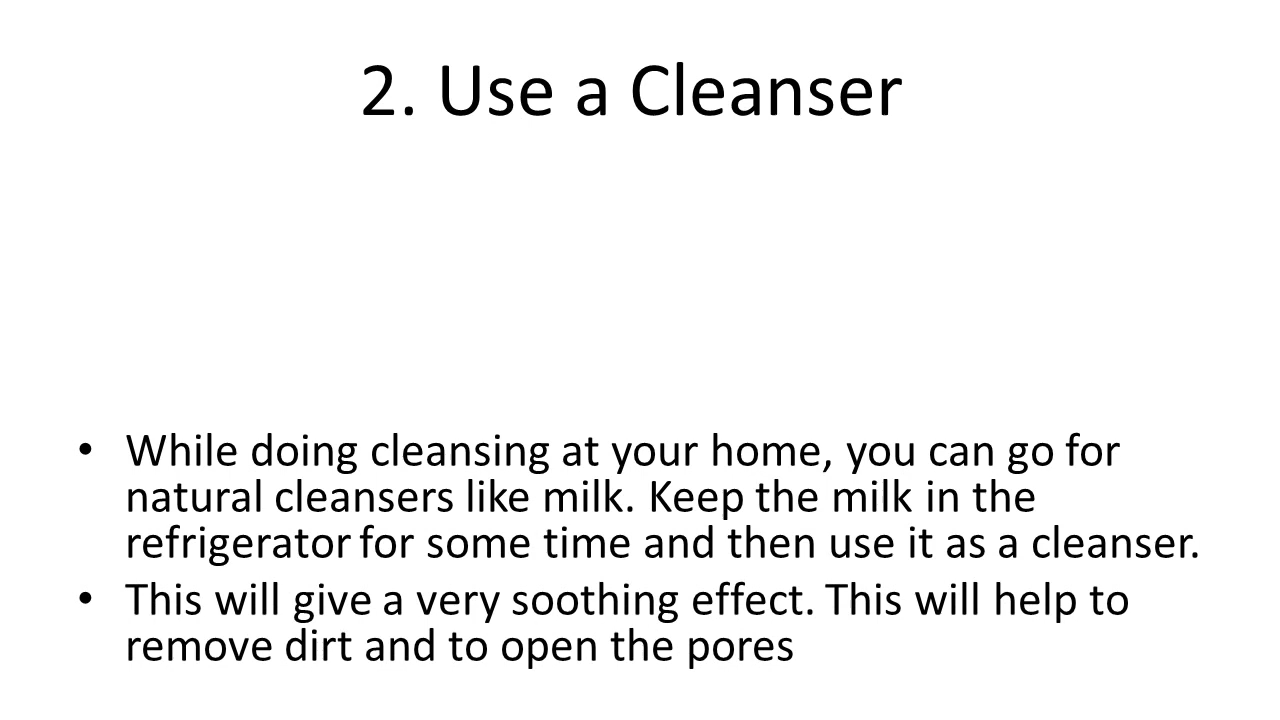 2. Use a Cleanser
• While doing cleansing at your home, you can go for
natural cleansers like milk. Keep the milk in the
refrigerator for some time and then use it as a cleanser.
• This will give a very soothing effect. This will help to
remove dirt and to open the pores